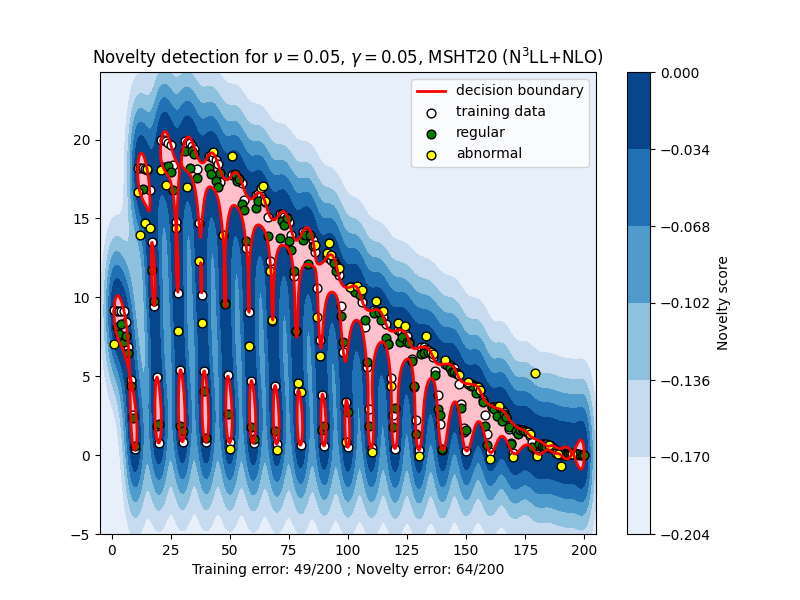 Novelty detection for ν = 0.05, γ = 0.05, MSHT20 (N³LL+NLO)
decision boundary
training data
regular
abnormal
20
15
10
5
0
−5
0 25 50 75 100 125 150 175 200
Training error: 49/200 ; Novelty error: 64/200
0.000
−0.034
−0.068
−0.102
−0.136
−0.170
−0.204
Novelty score